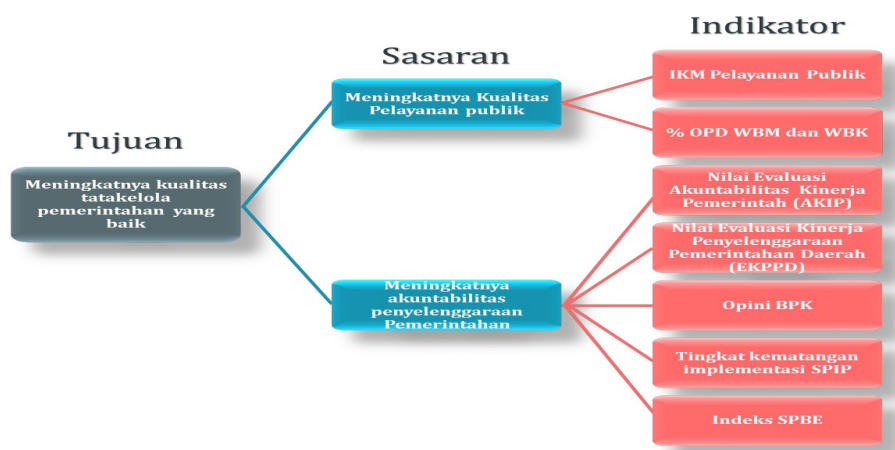 Tujuan
Meningkatnya kualitas
tatakelola
pemerintahan yang
baik
Sasaran
Meningkatnya Kualitas
Pelayanan publik
Meningkatnya
akuntabilitas
penyelenggaraan
Pemerintahan
Indikator
IKM Pelayanan Publik
% OPD WBM dan WBK
Nilai Evaluasi
Akuntabilitas Kinerja
Pemerintah (AKIP)
Nilai Evaluasi Kinerja
Penyelenggaraan
Pemerintahan Daerah
(EKPPD)
Opini BPK
Tingkat kematangan
implementasi SPIP
Indeks SPBE